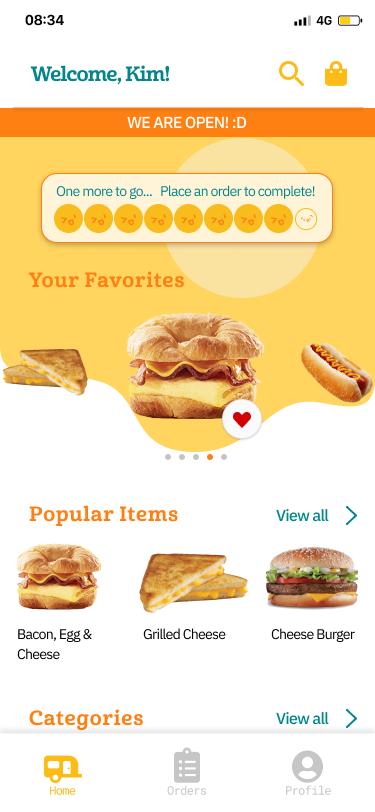 08:34
4G
Welcome, Kim!
WE ARE OPEN! :D
One more to go... Place an order to complete!
Your Favorites
Popular Items
View all
Bacon, Egg &
Cheese
Grilled Cheese
Cheese Burger
Categories
View all
Home
Orders
Profile